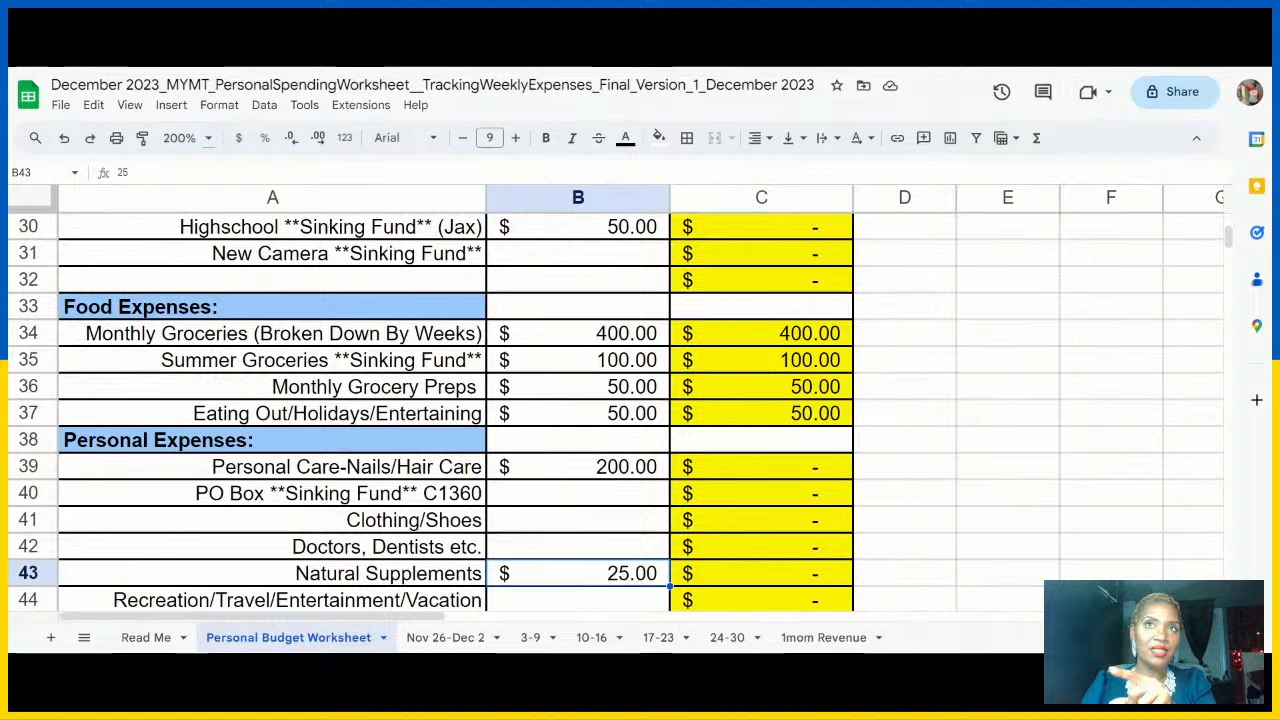 December 2023_MYMT_PersonalSpendingWorksheet__TrackingWeeklyExpenses_Final_Version_1_December 2023
File Edit View Insert Format Data Tools Extensions Help
Share
200% $ % .0 .00 123 Arial − 9 + B I S A Σ
B43 fx 25
A B C D E F G
30 Highschool **Sinking Fund** (Jax) $ 50.00 $ -
31 New Camera **Sinking Fund** $ -
32 $ -
33 Food Expenses:
34 Monthly Groceries (Broken Down By Weeks) $ 400.00 $ 400.00
35 Summer Groceries **Sinking Fund** $ 100.00 $ 100.00
36 Monthly Grocery Preps $ 50.00 $ 50.00
37 Eating Out/Holidays/Entertaining $ 50.00 $ 50.00
38 Personal Expenses:
39 Personal Care-Nails/Hair Care $ 200.00 $ -
40 PO Box **Sinking Fund** C1360 $ -
41 Clothing/Shoes $ -
42 Doctors, Dentists etc. $ -
43 Natural Supplements $ 25.00 $ -
44 Recreation/Travel/Entertainment/Vacation $ -
+ Read Me Personal Budget Worksheet Nov 26-Dec 2 3-9 10-16 17-23 24-30 1mom Revenue